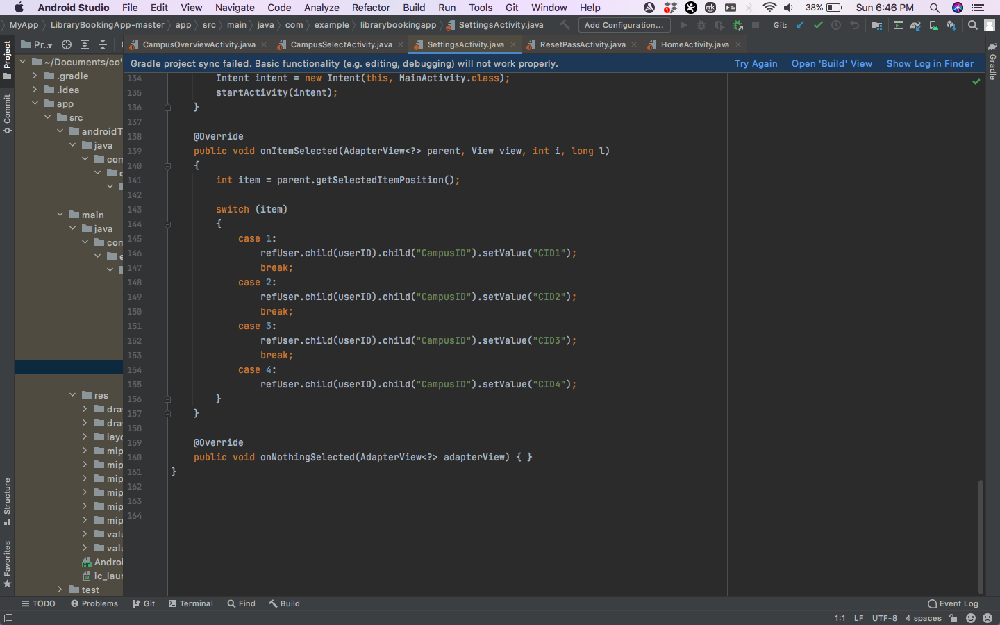 Android Studio File Edit View Navigate Code Analyze Refactor Build Run Tools Git Window Help 1 mk 38% Sun 6:46 PM
MyApp LibraryBookingApp-master app src main java com example librarybookingapp SettingsActivity.java Add Configuration... Git:
Pr... CampusOverviewActivity.java CampusSelectActivity.java SettingsActivity.java ResetPassActivity.java HomeActivity.java
Gradle project sync failed. Basic functionality (e.g. editing, debugging) will not work properly. Try Again Open 'Build' View Show Log in Finder
Project
Commit
Structure
Favorites
Gradle
~/Documents/co
.gradle
.idea
app
src
androidT
java
com
e
main
java
com
e
res
dra
dra
layo
mip
mip
mip
mip
mip
mip
valu
valu
MF Androi
ic_lau
test
134 Intent intent = new Intent(this, MainActivity.class);
135 startActivity(intent);
136 }
137
138 @Override
139 public void onItemSelected(AdapterView<?> parent, View view, int i, long l)
140 {
141 int item = parent.getSelectedItemPosition();
142
143 switch (item)
144 {
145 case 1:
146 refUser.child(userID).child("CampusID").setValue("CID1");
147 break;
148 case 2:
149 refUser.child(userID).child("CampusID").setValue("CID2");
150 break;
151 case 3:
152 refUser.child(userID).child("CampusID").setValue("CID3");
153 break;
154 case 4:
155 refUser.child(userID).child("CampusID").setValue("CID4");
156 }
157 }
158
159 @Override
160 public void onNothingSelected(AdapterView<?> adapterView) { }
161 }
162
163
164
TODO Problems Git Terminal Find Build Event Log
1:1 LF UTF-8 4 spaces